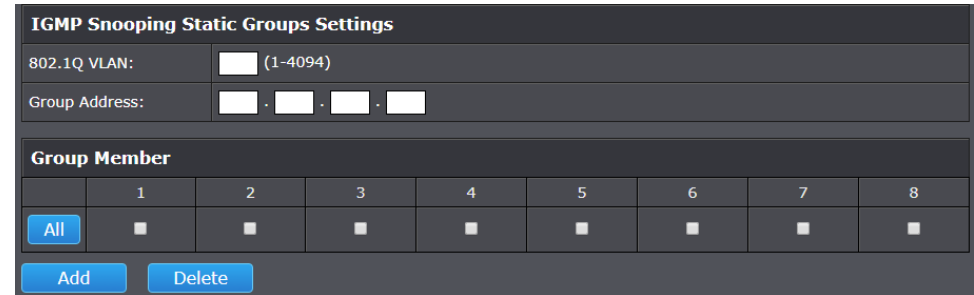 IGMP Snooping Static Groups Settings
802.1Q VLAN: (1-4094)
Group Address: . . .
Group Member
1 2 3 4 5 6 7 8
All
Add Delete